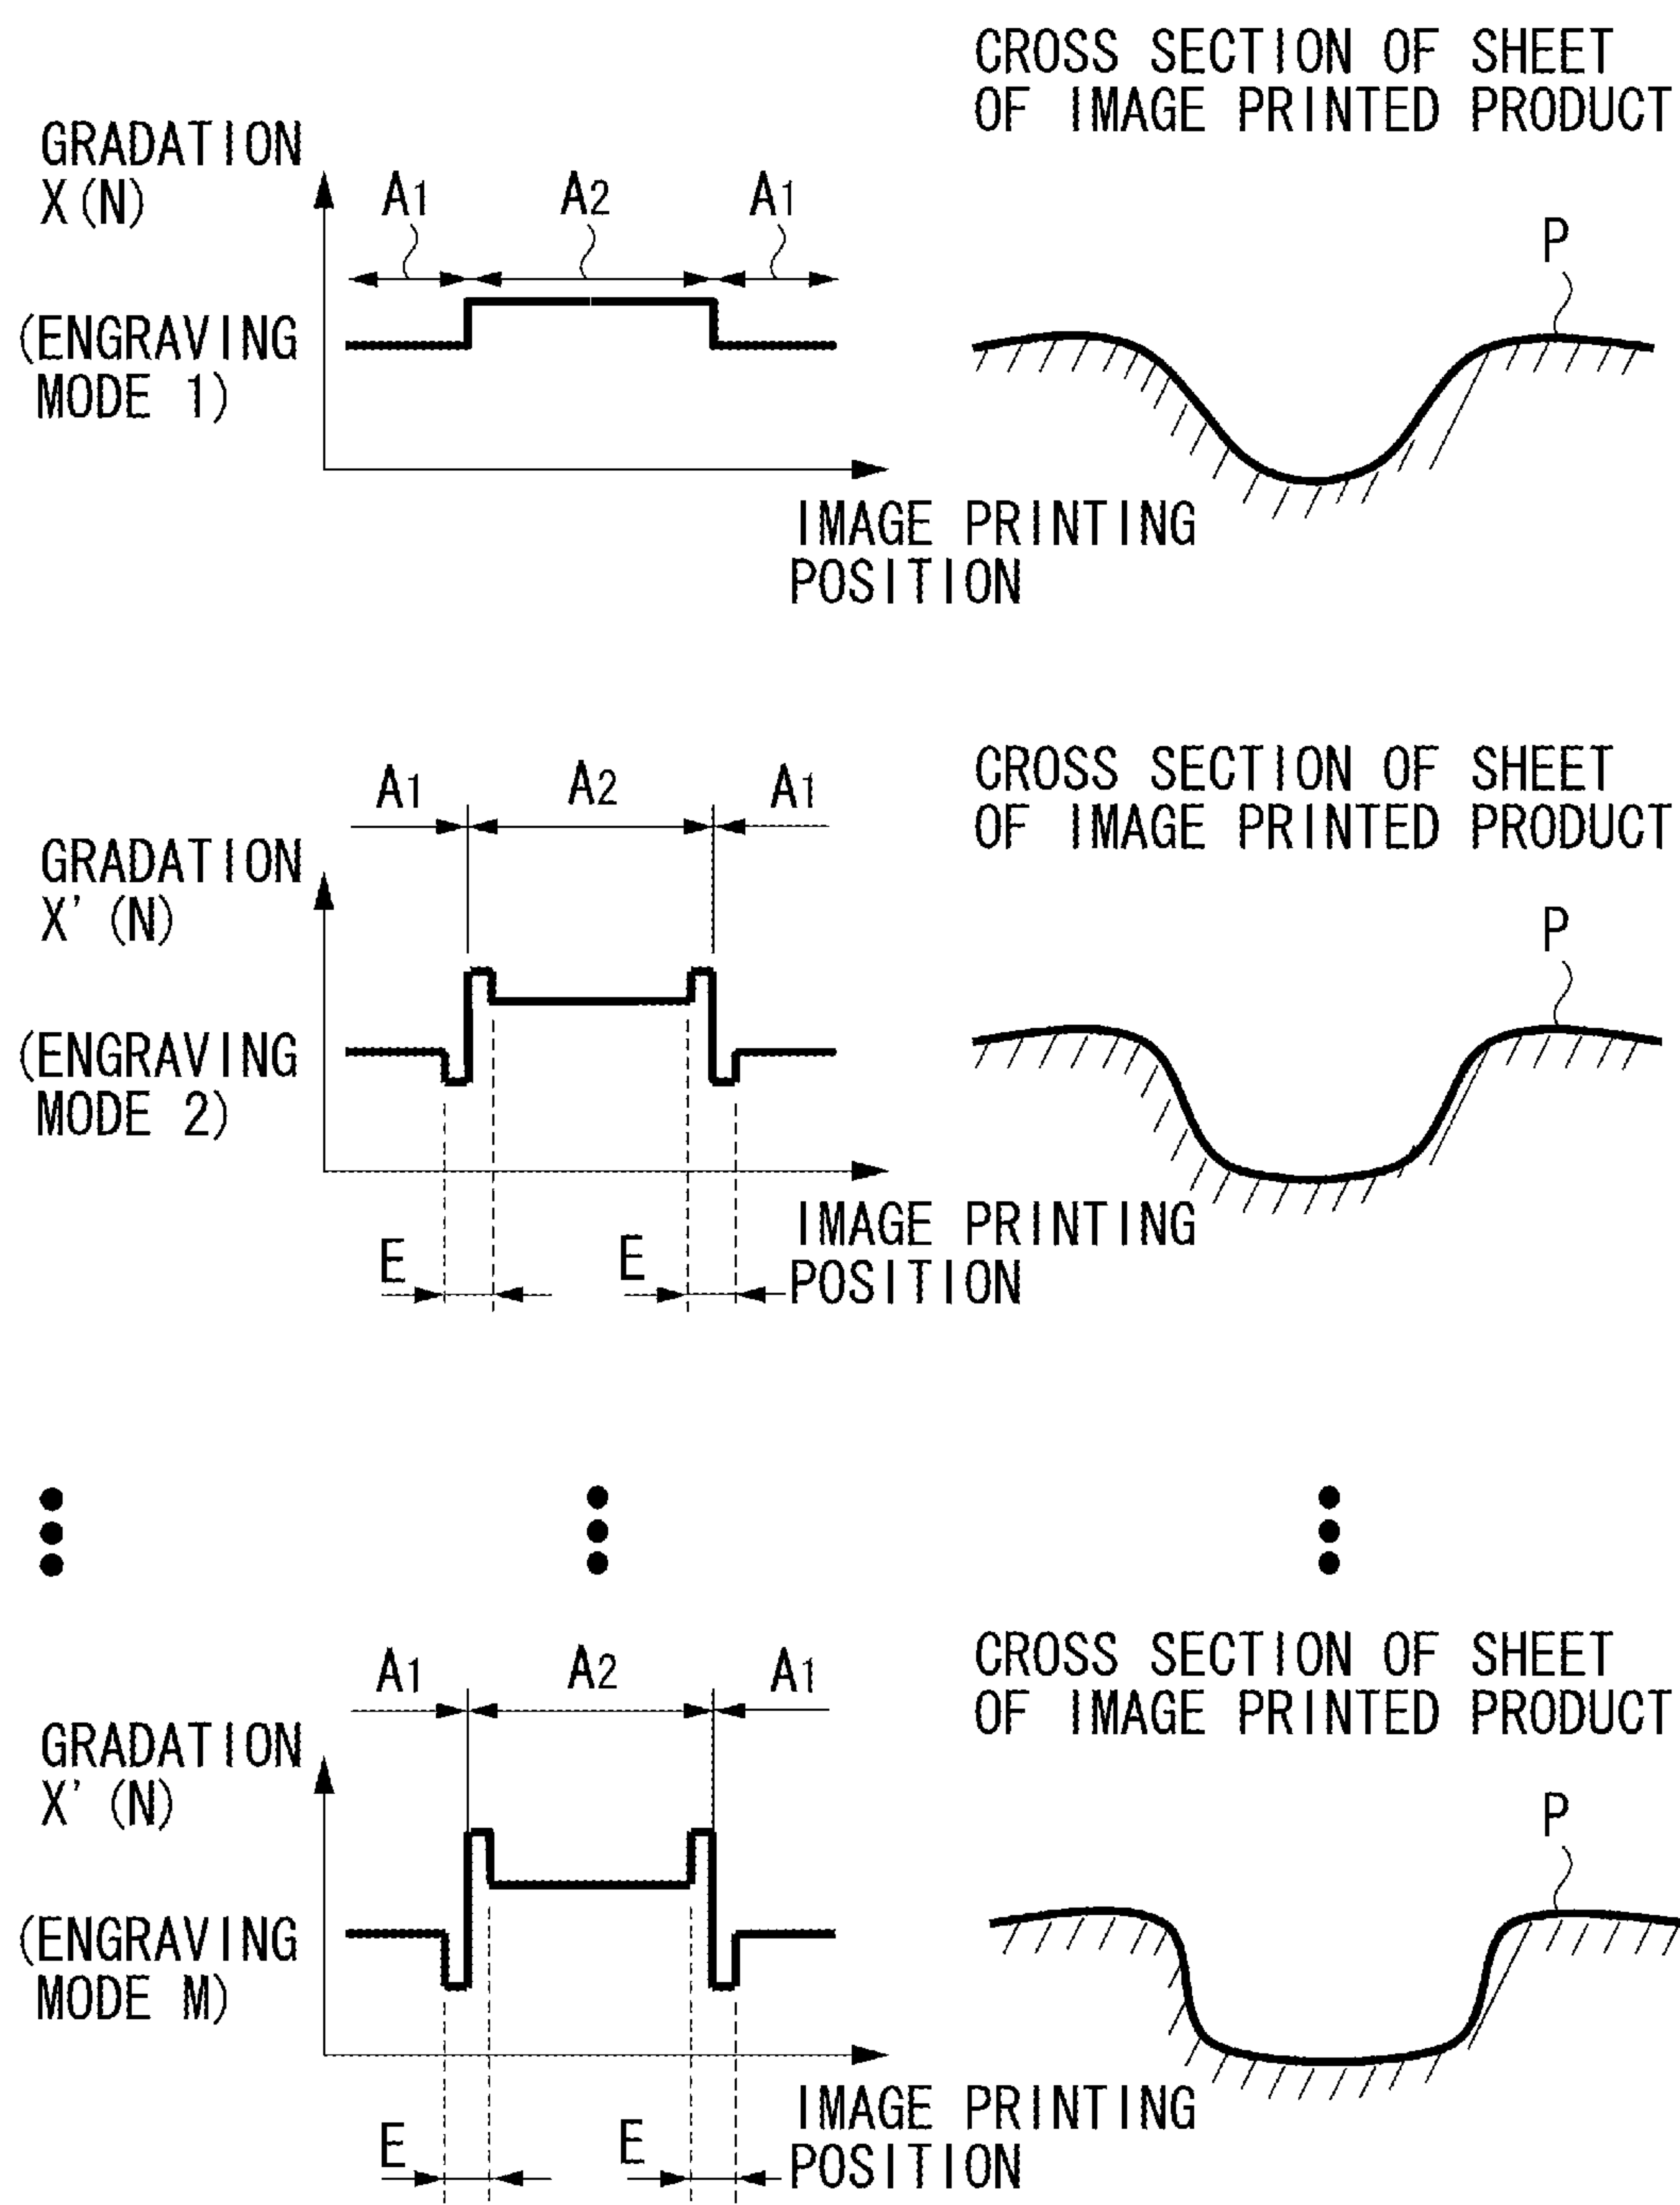 CROSS SECTION OF SHEET
OF IMAGE PRINTED PRODUCT
GRADATION
X(N)
A1
A2
A1
P
(ENGRAVING
MODE 1)
IMAGE PRINTING
POSITION
CROSS SECTION OF SHEET
OF IMAGE PRINTED PRODUCT
A1
A2
A1
GRADATION
X'(N)
P
(ENGRAVING
MODE 2)
IMAGE PRINTING
POSITION
E
E
CROSS SECTION OF SHEET
OF IMAGE PRINTED PRODUCT
A1
A2
A1
GRADATION
X'(N)
P
(ENGRAVING
MODE M)
IMAGE PRINTING
POSITION
E
E